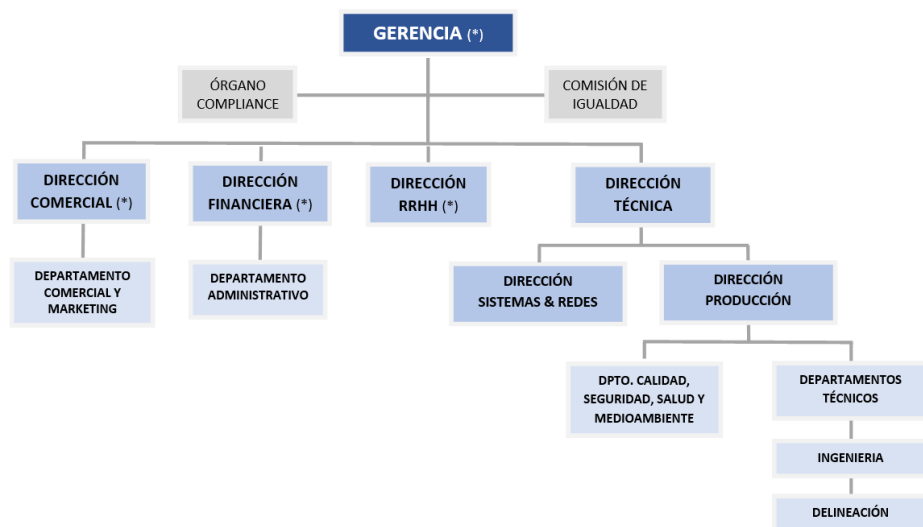 GERENCIA (*)
ÓRGANO
COMPLIANCE
COMISIÓN DE
IGUALDAD
DIRECCIÓN
COMERCIAL (*)
DIRECCIÓN
FINANCIERA (*)
DIRECCIÓN
RRHH (*)
DIRECCIÓN
TÉCNICA
DEPARTAMENTO
COMERCIAL Y
MARKETING
DEPARTAMENTO
ADMINISTRATIVO
DIRECCIÓN
SISTEMAS & REDES
DIRECCIÓN
PRODUCCIÓN
DPTO. CALIDAD,
SEGURIDAD, SALUD Y
MEDIOAMBIENTE
DEPARTAMENTOS
TÉCNICOS
INGENIERIA
DELINEACIÓN